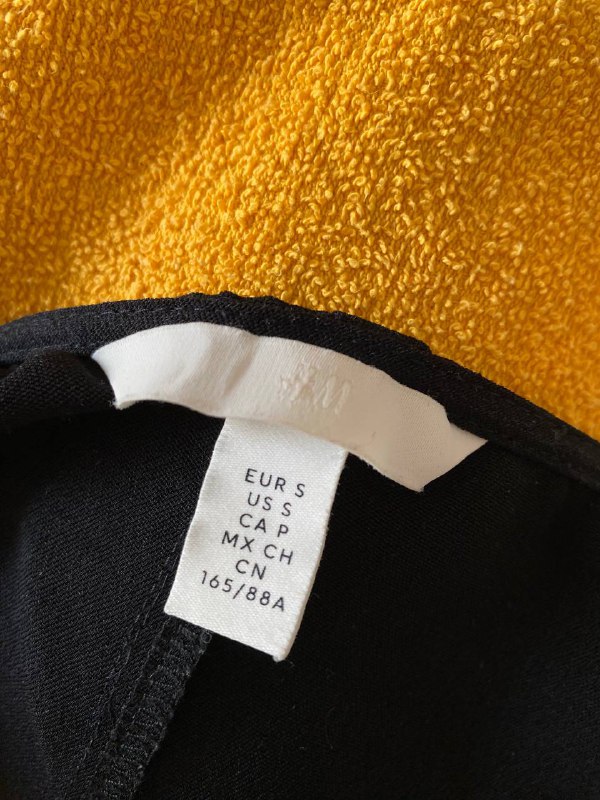 H&M
EUR S
US S
CA P
MX CH
CN
165/88A